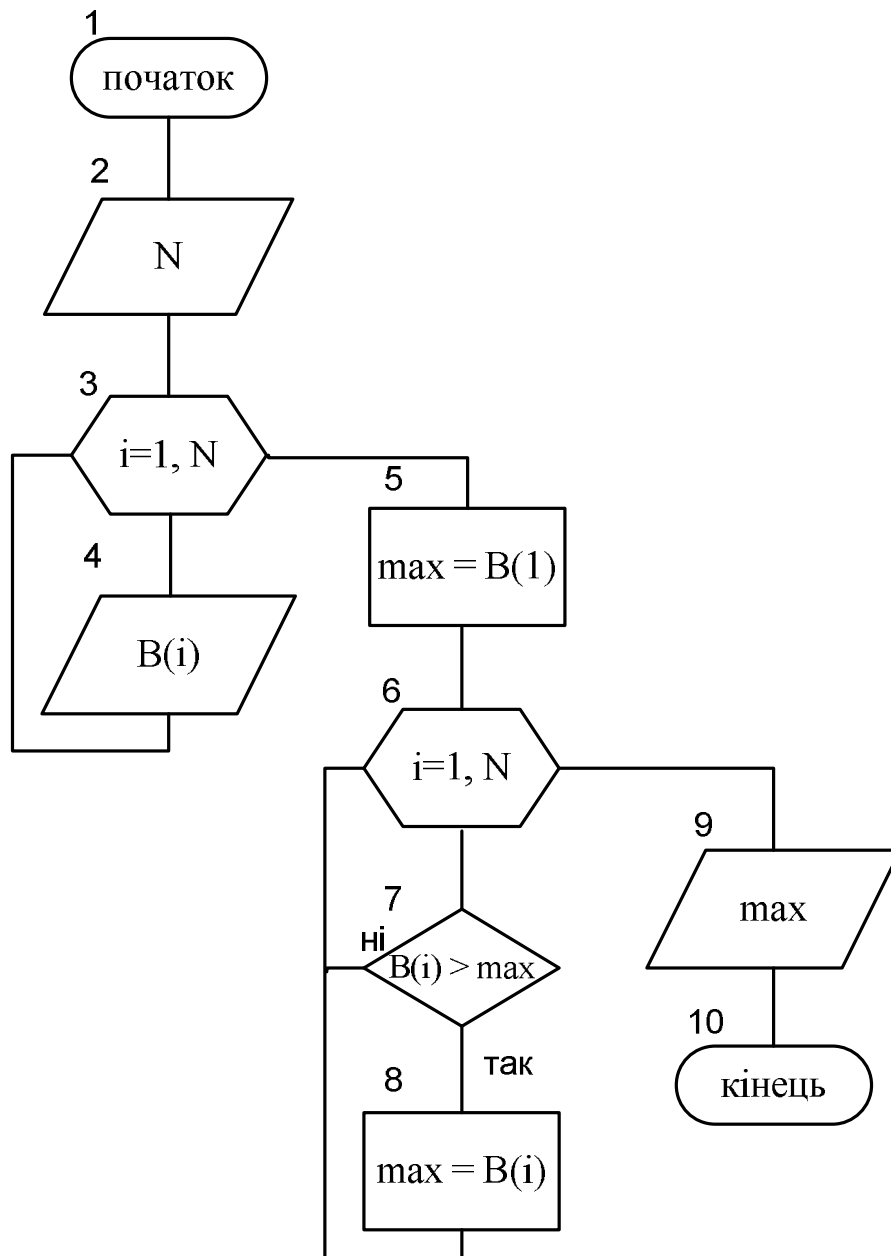 1
початок
2
N
3
i=1, N
4
B(i)
5
max = B(1)
6
i=1, N
7
ні
B(i) > max
так
8
max = B(i)
9
max
10
кінець